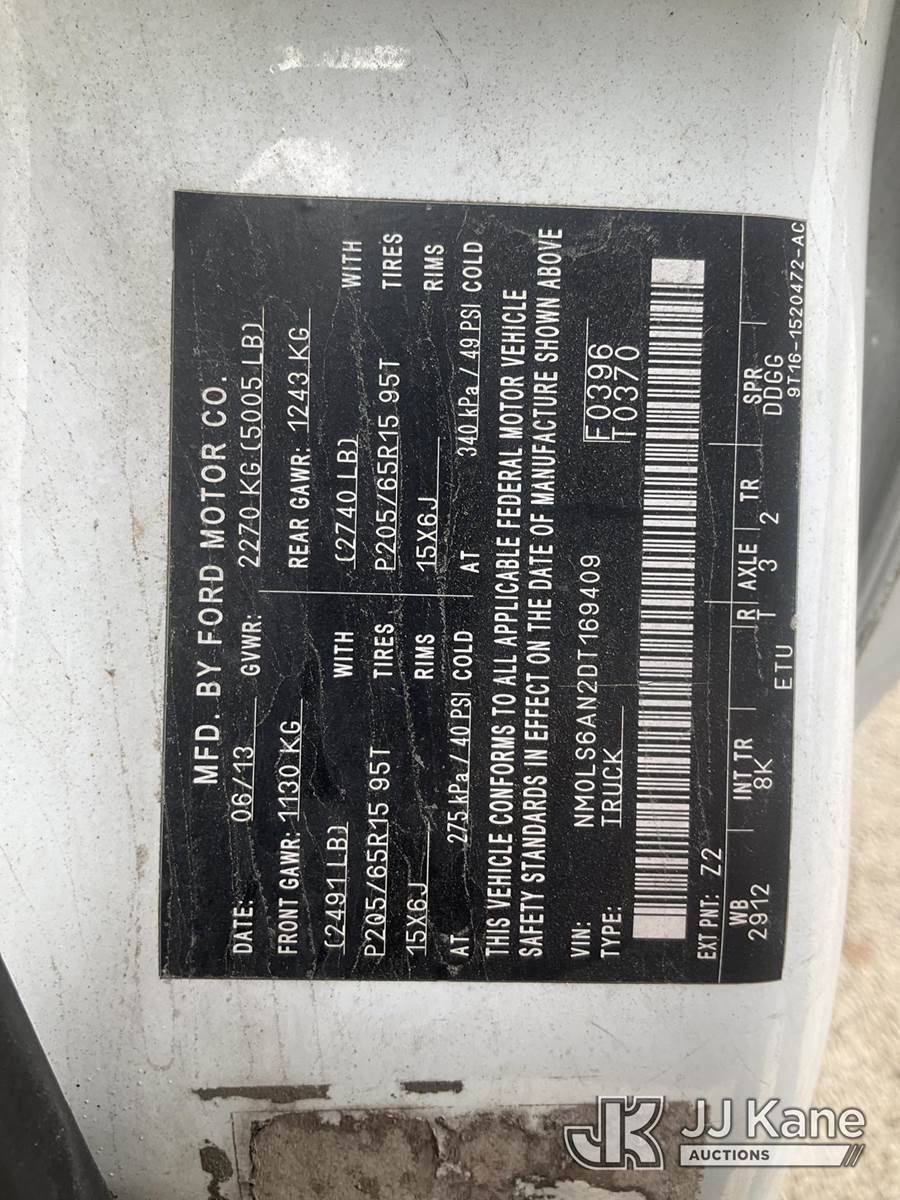 MFD. BY FORD MOTOR CO.
DATE: 06/13 GVWR: 2270 KG (5005 LB)
FRONT GAWR: 1130 KG REAR GAWR: 1243 KG
(2491 LB) WITH (2740 LB) WITH
P205/65R15 95T TIRES P205/65R15 95T TIRES
15X6J RIMS 15X6J RIMS
AT 275 kPa / 40 PSI COLD AT 340 kPa / 49 PSI COLD
THIS VEHICLE CONFORMS TO ALL APPLICABLE FEDERAL MOTOR VEHICLE
SAFETY STANDARDS IN EFFECT ON THE DATE OF MANUFACTURE SHOWN ABOVE
VIN: NM0LS6AN2DT169409 F0396
TYPE: TRUCK T0370
EXT PNT: Z2
WB INT TR R AXLE TR SPR
2912 8K T 3 2 DDGG
ETU 9T16-1520472-AC
JK JJ Kane
AUCTIONS